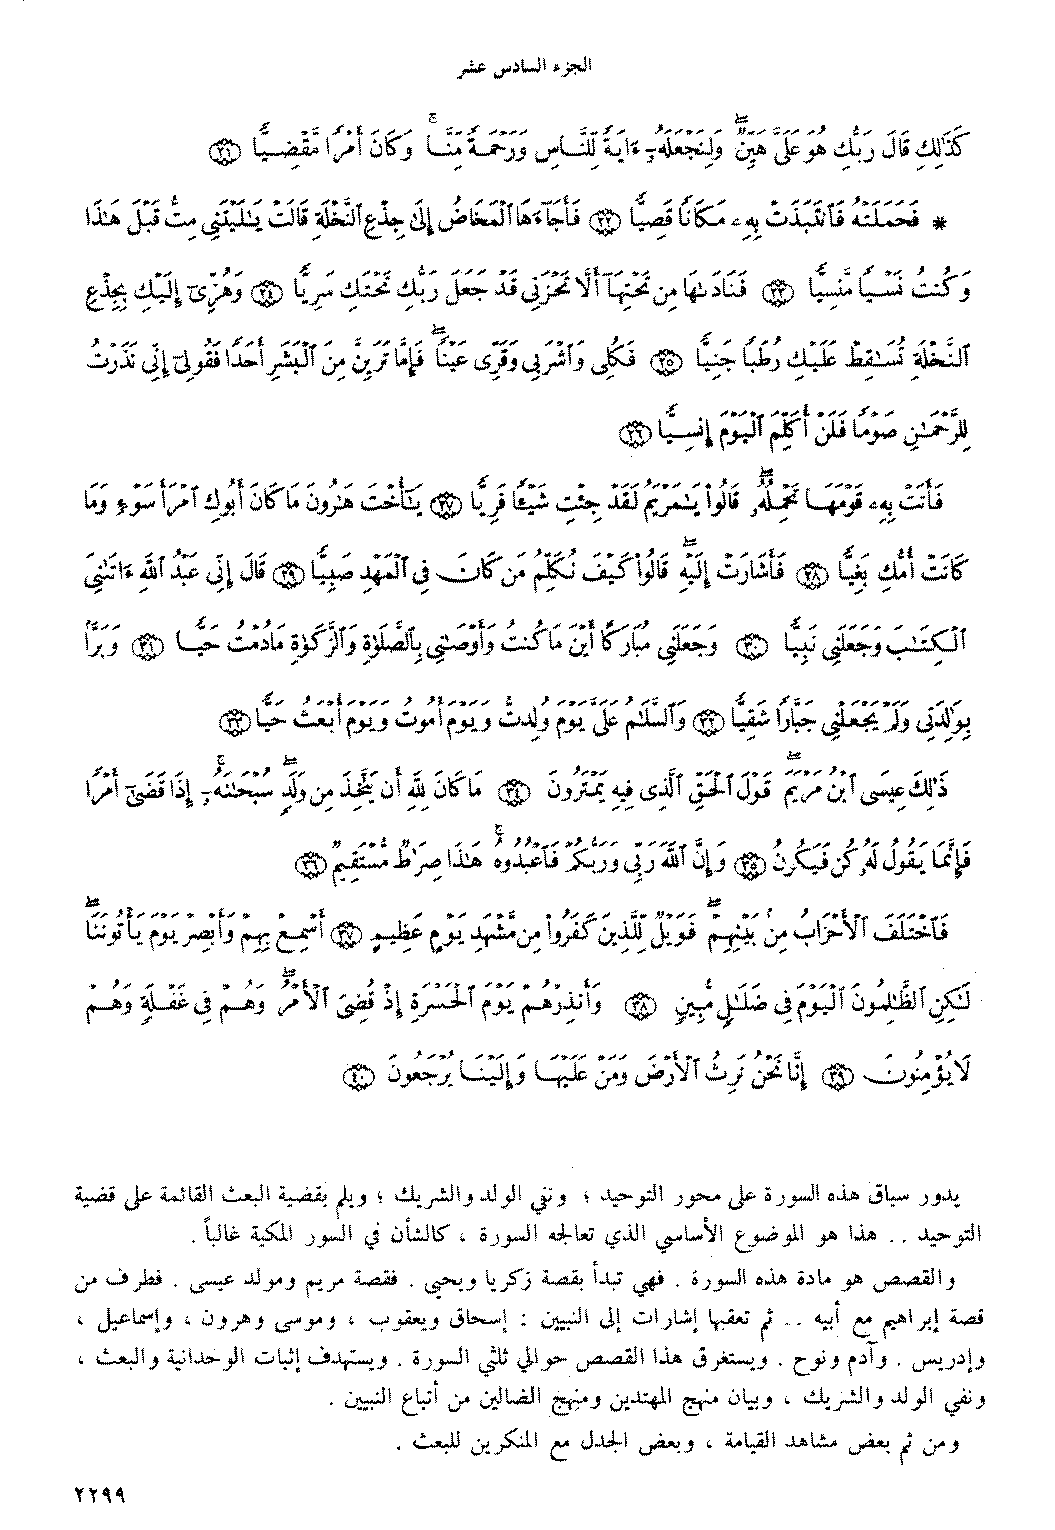 الجزء السادس عشر
كَذَٰلِكِ قَالَ رَبُّكِ هُوَ عَلَىَّ هَيِّنٌۖ وَلِنَجْعَلَهُۥٓ ءَايَةً لِّلنَّاسِ وَرَحْمَةً مِّنَّاۚ وَكَانَ أَمْرًا مَّقْضِيًّا ۝٢١
* فَحَمَلَتْهُ فَٱنتَبَذَتْ بِهِۦ مَكَانًا قَصِيًّا ۝٢٢ فَأَجَآءَهَا ٱلْمَخَاضُ إِلَىٰ جِذْعِ ٱلنَّخْلَةِ قَالَتْ يَٰلَيْتَنِى مِتُّ قَبْلَ هَٰذَا
وَكُنتُ نَسْيًا مَّنسِيًّا ۝٢٣ فَنَادَىٰهَا مِن تَحْتِهَآ أَلَّا تَحْزَنِى قَدْ جَعَلَ رَبُّكِ تَحْتَكِ سَرِيًّا ۝٢٤ وَهُزِّىٓ إِلَيْكِ بِجِذْعِ
ٱلنَّخْلَةِ تُسَٰقِطْ عَلَيْكِ رُطَبًا جَنِيًّا ۝٢٥ فَكُلِى وَٱشْرَبِى وَقَرِّى عَيْنًاۖ فَإِمَّا تَرَيِنَّ مِنَ ٱلْبَشَرِ أَحَدًا فَقُولِىٓ إِنِّى نَذَرْتُ
لِلرَّحْمَٰنِ صَوْمًا فَلَنْ أُكَلِّمَ ٱلْيَوْمَ إِنسِيًّا ۝٢٦
فَأَتَتْ بِهِۦ قَوْمَهَا تَحْمِلُهُۥۖ قَالُوا۟ يَٰمَرْيَمُ لَقَدْ جِئْتِ شَيْـًٔا فَرِيًّا ۝٢٧ يَٰٓأُخْتَ هَٰرُونَ مَا كَانَ أَبُوكِ ٱمْرَأَ سَوْءٍ وَمَا
كَانَتْ أُمُّكِ بَغِيًّا ۝٢٨ فَأَشَارَتْ إِلَيْهِۖ قَالُوا۟ كَيْفَ نُكَلِّمُ مَن كَانَ فِى ٱلْمَهْدِ صَبِيًّا ۝٢٩ قَالَ إِنِّى عَبْدُ ٱللَّهِ ءَاتَىٰنِىَ
ٱلْكِتَٰبَ وَجَعَلَنِى نَبِيًّا ۝٣٠ وَجَعَلَنِى مُبَارَكًا أَيْنَ مَا كُنتُ وَأَوْصَٰنِى بِٱلصَّلَوٰةِ وَٱلزَّكَوٰةِ مَا دُمْتُ حَيًّا ۝٣١ وَبَرًّۢا
بِوَٰلِدَتِى وَلَمْ يَجْعَلْنِى جَبَّارًا شَقِيًّا ۝٣٢ وَٱلسَّلَٰمُ عَلَىَّ يَوْمَ وُلِدتُّ وَيَوْمَ أَمُوتُ وَيَوْمَ أُبْعَثُ حَيًّا ۝٣٣
ذَٰلِكَ عِيسَى ٱبْنُ مَرْيَمَۖ قَوْلَ ٱلْحَقِّ ٱلَّذِى فِيهِ يَمْتَرُونَ ۝٣٤ مَا كَانَ لِلَّهِ أَن يَتَّخِذَ مِن وَلَدٍۖ سُبْحَٰنَهُۥٓۚ إِذَا قَضَىٰٓ أَمْرًا
فَإِنَّمَا يَقُولُ لَهُۥ كُن فَيَكُونُ ۝٣٥ وَإِنَّ ٱللَّهَ رَبِّى وَرَبُّكُمْ فَٱعْبُدُوهُۚ هَٰذَا صِرَٰطٌ مُّسْتَقِيمٌ ۝٣٦
فَٱخْتَلَفَ ٱلْأَحْزَابُ مِنۢ بَيْنِهِمْۖ فَوَيْلٌ لِّلَّذِينَ كَفَرُوا۟ مِن مَّشْهَدِ يَوْمٍ عَظِيمٍ ۝٣٧ أَسْمِعْ بِهِمْ وَأَبْصِرْ يَوْمَ يَأْتُونَنَاۖ
لَٰكِنِ ٱلظَّٰلِمُونَ ٱلْيَوْمَ فِى ضَلَٰلٍ مُّبِينٍ ۝٣٨ وَأَنذِرْهُمْ يَوْمَ ٱلْحَسْرَةِ إِذْ قُضِىَ ٱلْأَمْرُۖ وَهُمْ فِى غَفْلَةٍ وَهُمْ
لَا يُؤْمِنُونَ ۝٣٩ إِنَّا نَحْنُ نَرِثُ ٱلْأَرْضَ وَمَنْ عَلَيْهَا وَإِلَيْنَا يُرْجَعُونَ ۝٤٠
يدور سياق هذه السورة على محور التوحيد ؛ ونفي الولد والشريك ؛ ويلم بقضية البعث القائمة على قضية
التوحيد .. هذا هو الموضوع الأساسي الذي تعالجه السورة ، كالشأن في السور المكية غالباً .
والقصص هو مادة هذه السورة . فهي تبدأ بقصة زكريا ويحيى . فقصة مريم ومولد عيسى . فطرف من
قصة إبراهيم مع أبيه .. ثم تعقبها إشارات إلى النبيين : إسحاق ويعقوب ، وموسى وهرون ، وإسماعيل ،
وإدريس . وآدم ونوح . ويستغرق هذا القصص حوالي ثلثي السورة . ويستهدف إثبات الوحدانية والبعث ،
ونفي الولد والشريك ، وبيان منهج المهتدين ومنهج الضالين من أتباع النبيين .
ومن ثم بعض مشاهد القيامة ، وبعض الجدل مع المنكرين للبعث .
٢٢٩٩